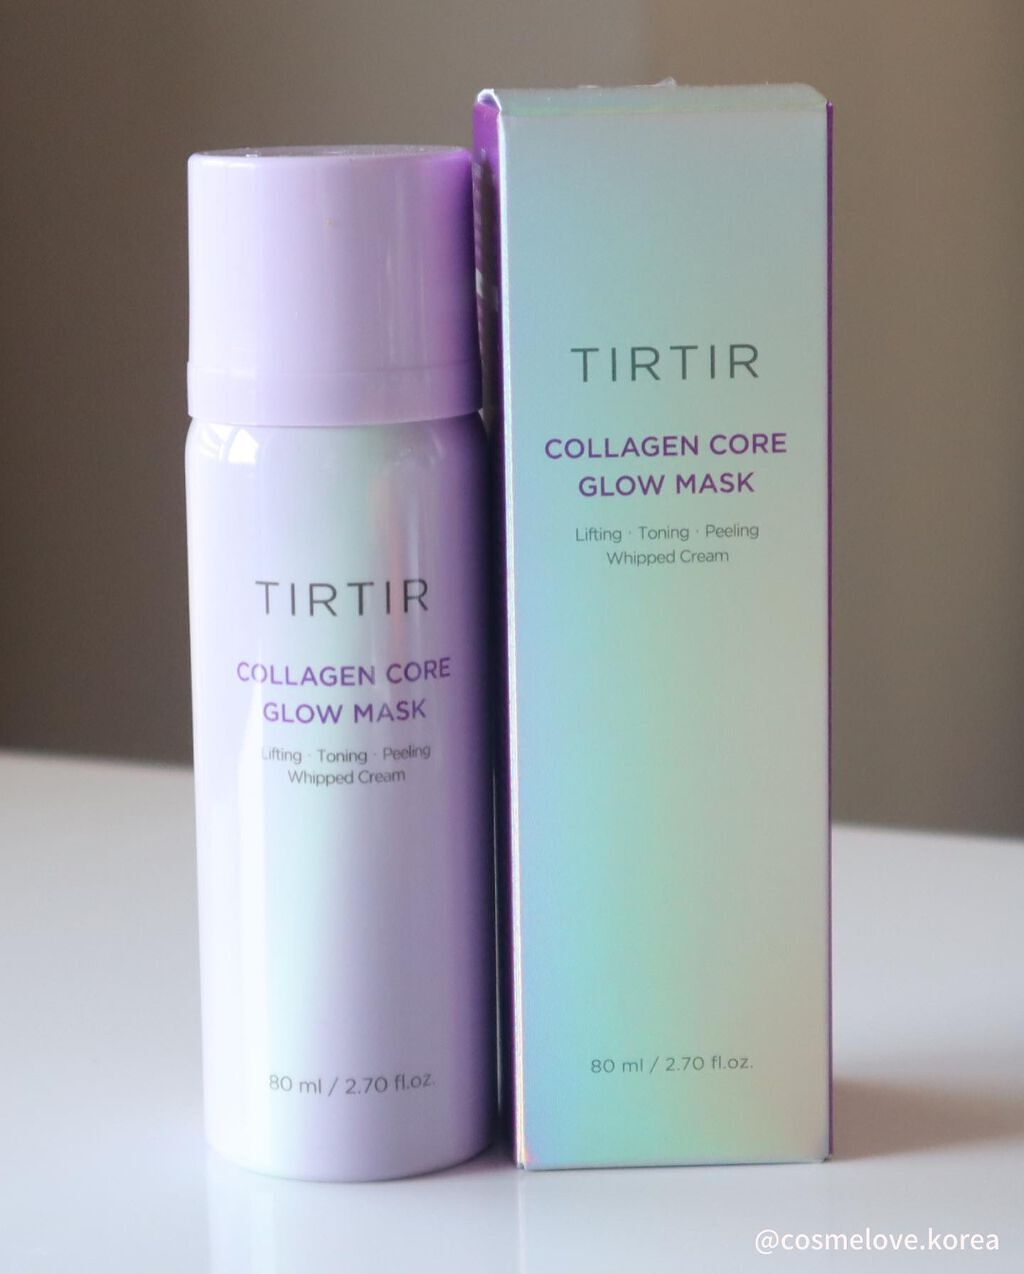 TIRTIR
COLLAGEN CORE
GLOW MASK
Lifting · Toning · Peeling
Whipped Cream
80 ml / 2.70 fl.oz.
TIRTIR
COLLAGEN CORE
GLOW MASK
Lifting · Toning · Peeling
Whipped Cream
80 ml / 2.70 fl.oz.
@cosmelove.korea